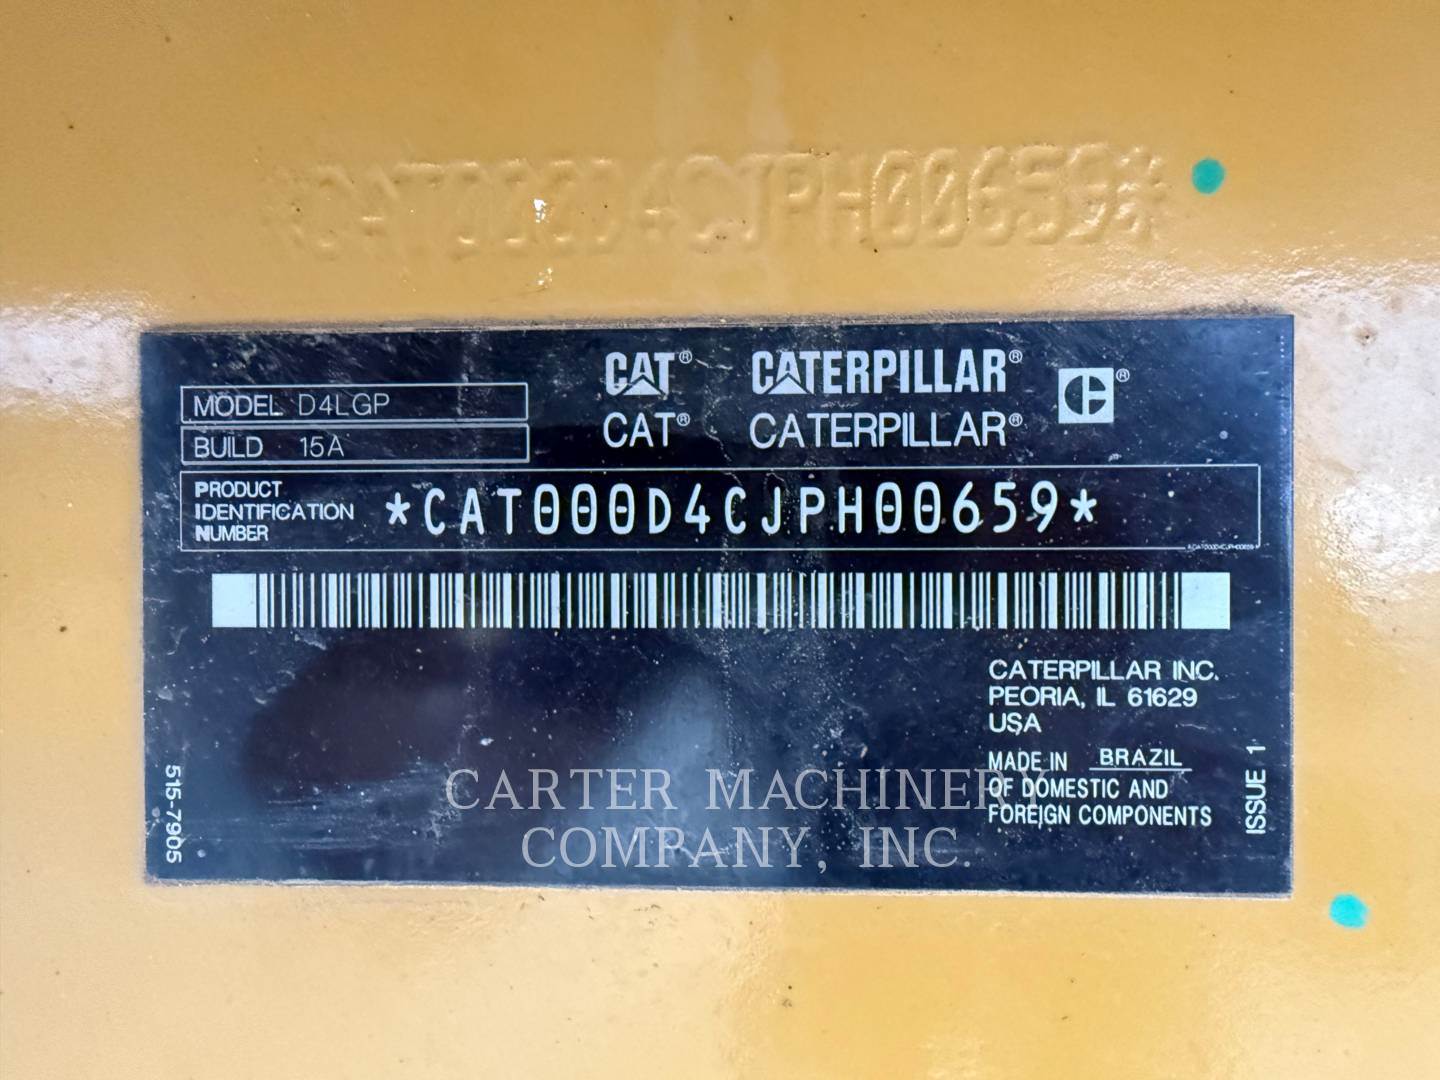 *CAT000D4CJPH00659*
CAT® CATERPILLAR® C®
CAT® CATERPILLAR®
MODEL D4LGP
BUILD 15A
PRODUCT
IDENTIFICATION
NUMBER
*CAT000D4CJPH00659*
*CAT000D4CJPH00659*
CATERPILLAR INC.
PEORIA, IL 61629
USA
MADE IN BRAZIL
OF DOMESTIC AND
FOREIGN COMPONENTS
ISSUE 1
515-7905
CARTER MACHINERY
COMPANY, INC.